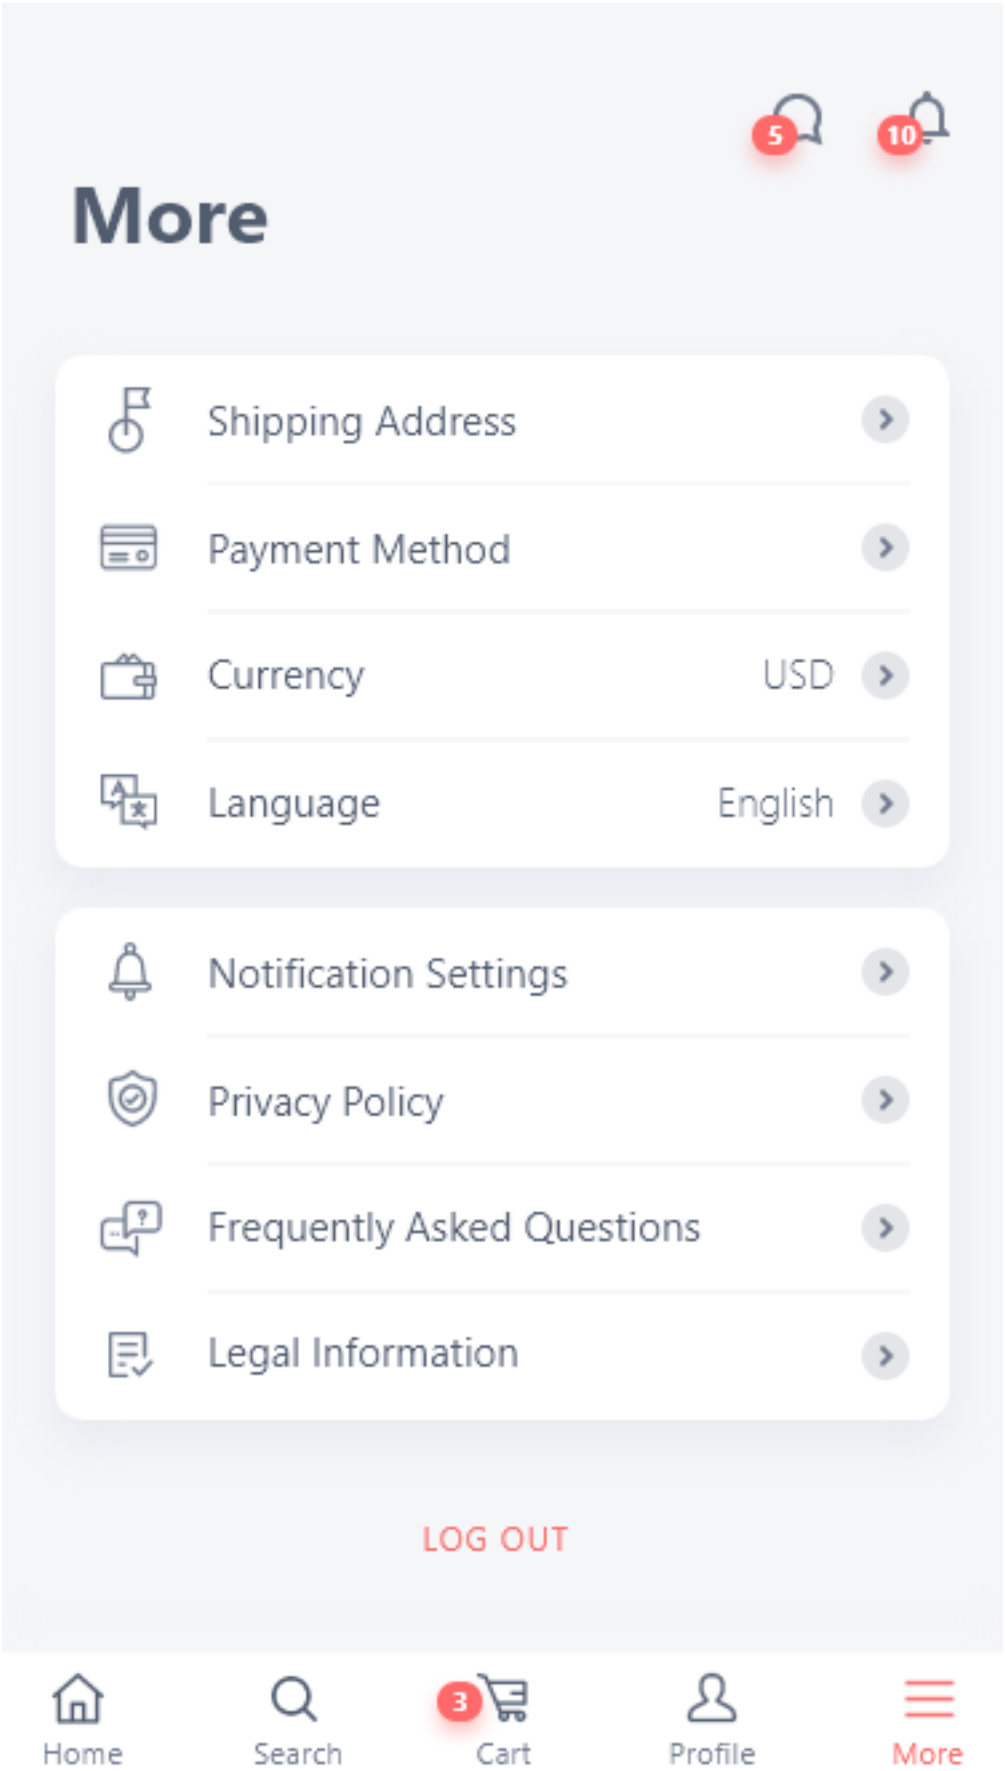 5
10
More
Shipping Address
Payment Method
Currency USD
Language English
Notification Settings
Privacy Policy
Frequently Asked Questions
Legal Information
LOG OUT
3
Home Search Cart Profile More